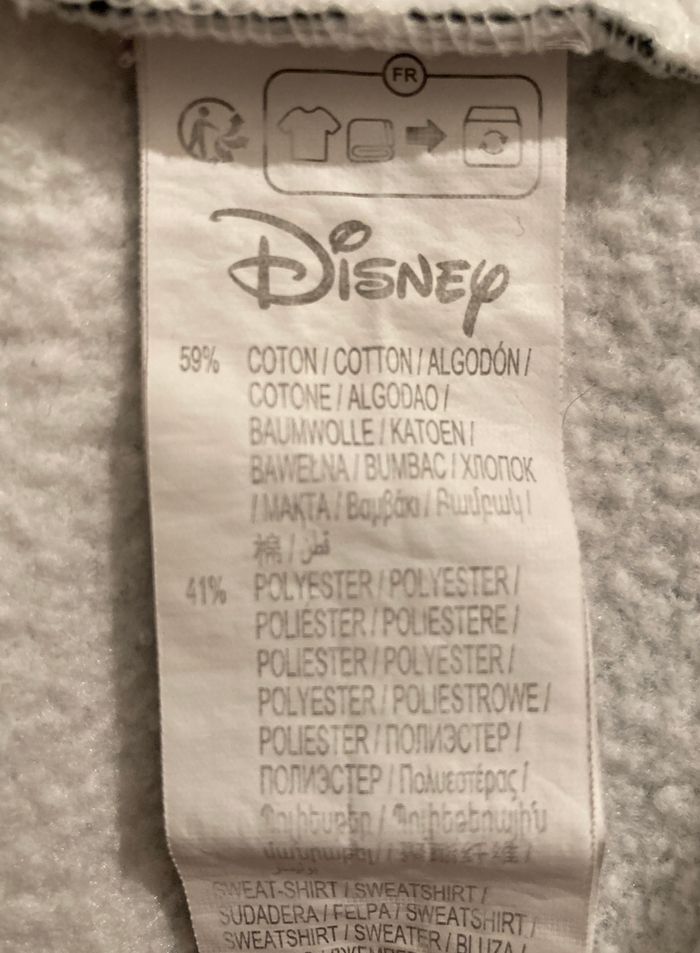 FR
Disney
59% COTON / COTTON / ALGODÓN /
COTONE / ALGODAO /
BAUMWOLLE / KATOEN /
BAWEŁNA / BUMBAC / ХЛОПОК
/ МАҚТА / Βαμβάκι / Բամբակ /
棉 / قطن
41% POLYESTER / POLYESTER /
POLIÉSTER / POLIESTERE /
POLIESTER / POLYESTER /
POLYESTER / POLIESTROWE /
POLIESTER / ПОЛИЭСТЕР /
ПОЛИЭСТЕР / Πολυεστέρας /
SWEAT-SHIRT / SWEATSHIRT /
SUDADERA / FELPA / SWEATSHIRT /
SWEATSHIRT / SWEATER / BLUZA /